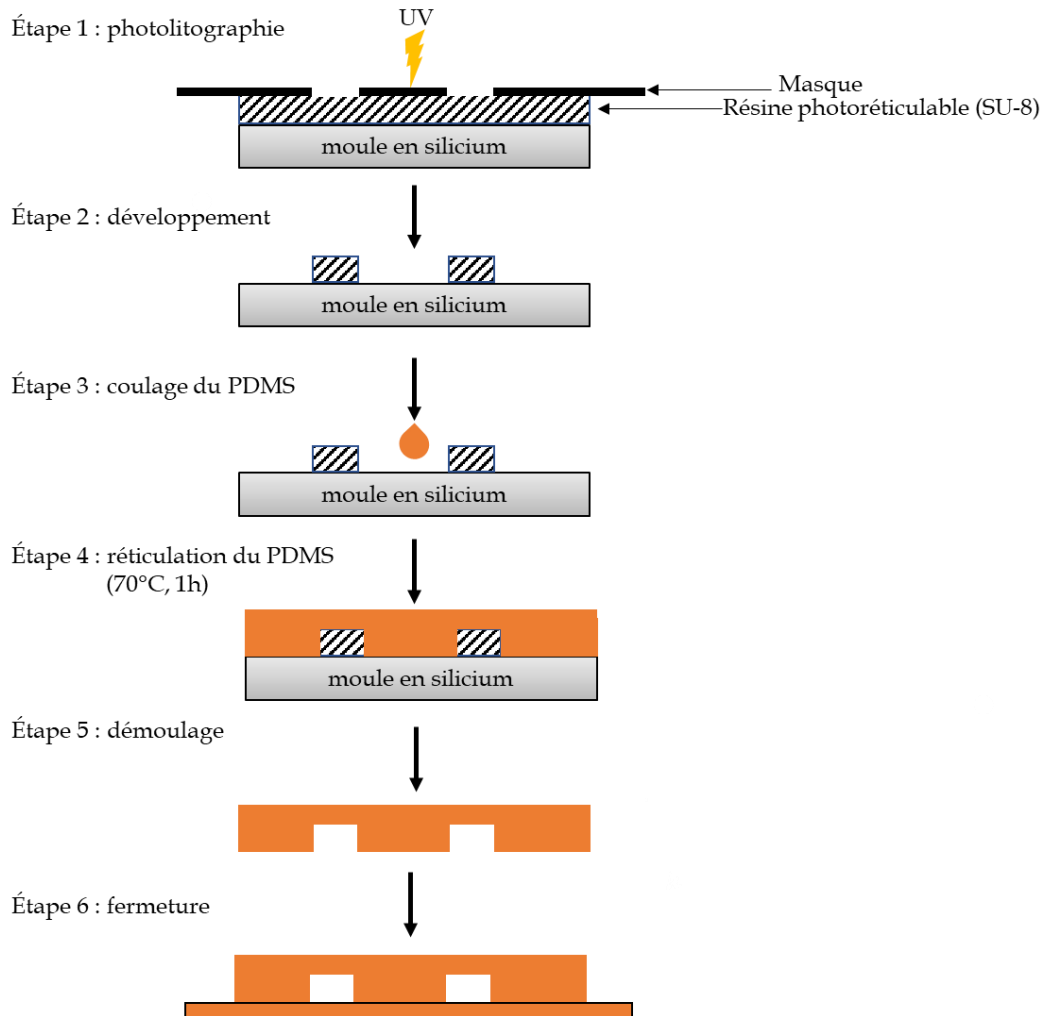 UV
Étape 1 : photolitographie
Masque
Résine photoréticulable (SU-8)
moule en silicium
Étape 2 : développement
moule en silicium
Étape 3 : coulage du PDMS
moule en silicium
Étape 4 : réticulation du PDMS
(70°C, 1h)
moule en silicium
Étape 5 : démoulage
Étape 6 : fermeture